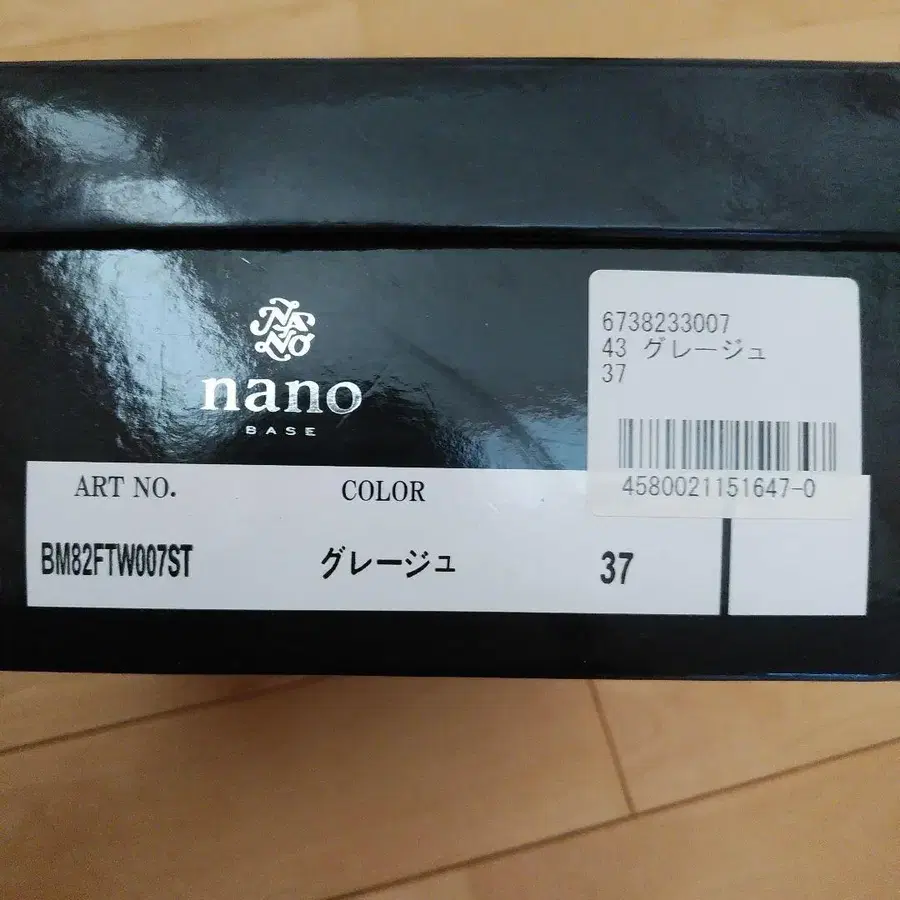 NANO
nano
BASE
6738233007
43 グレージュ
37
4580021151647-0
ART NO.
COLOR
BM82FTW007ST
グレージュ
37